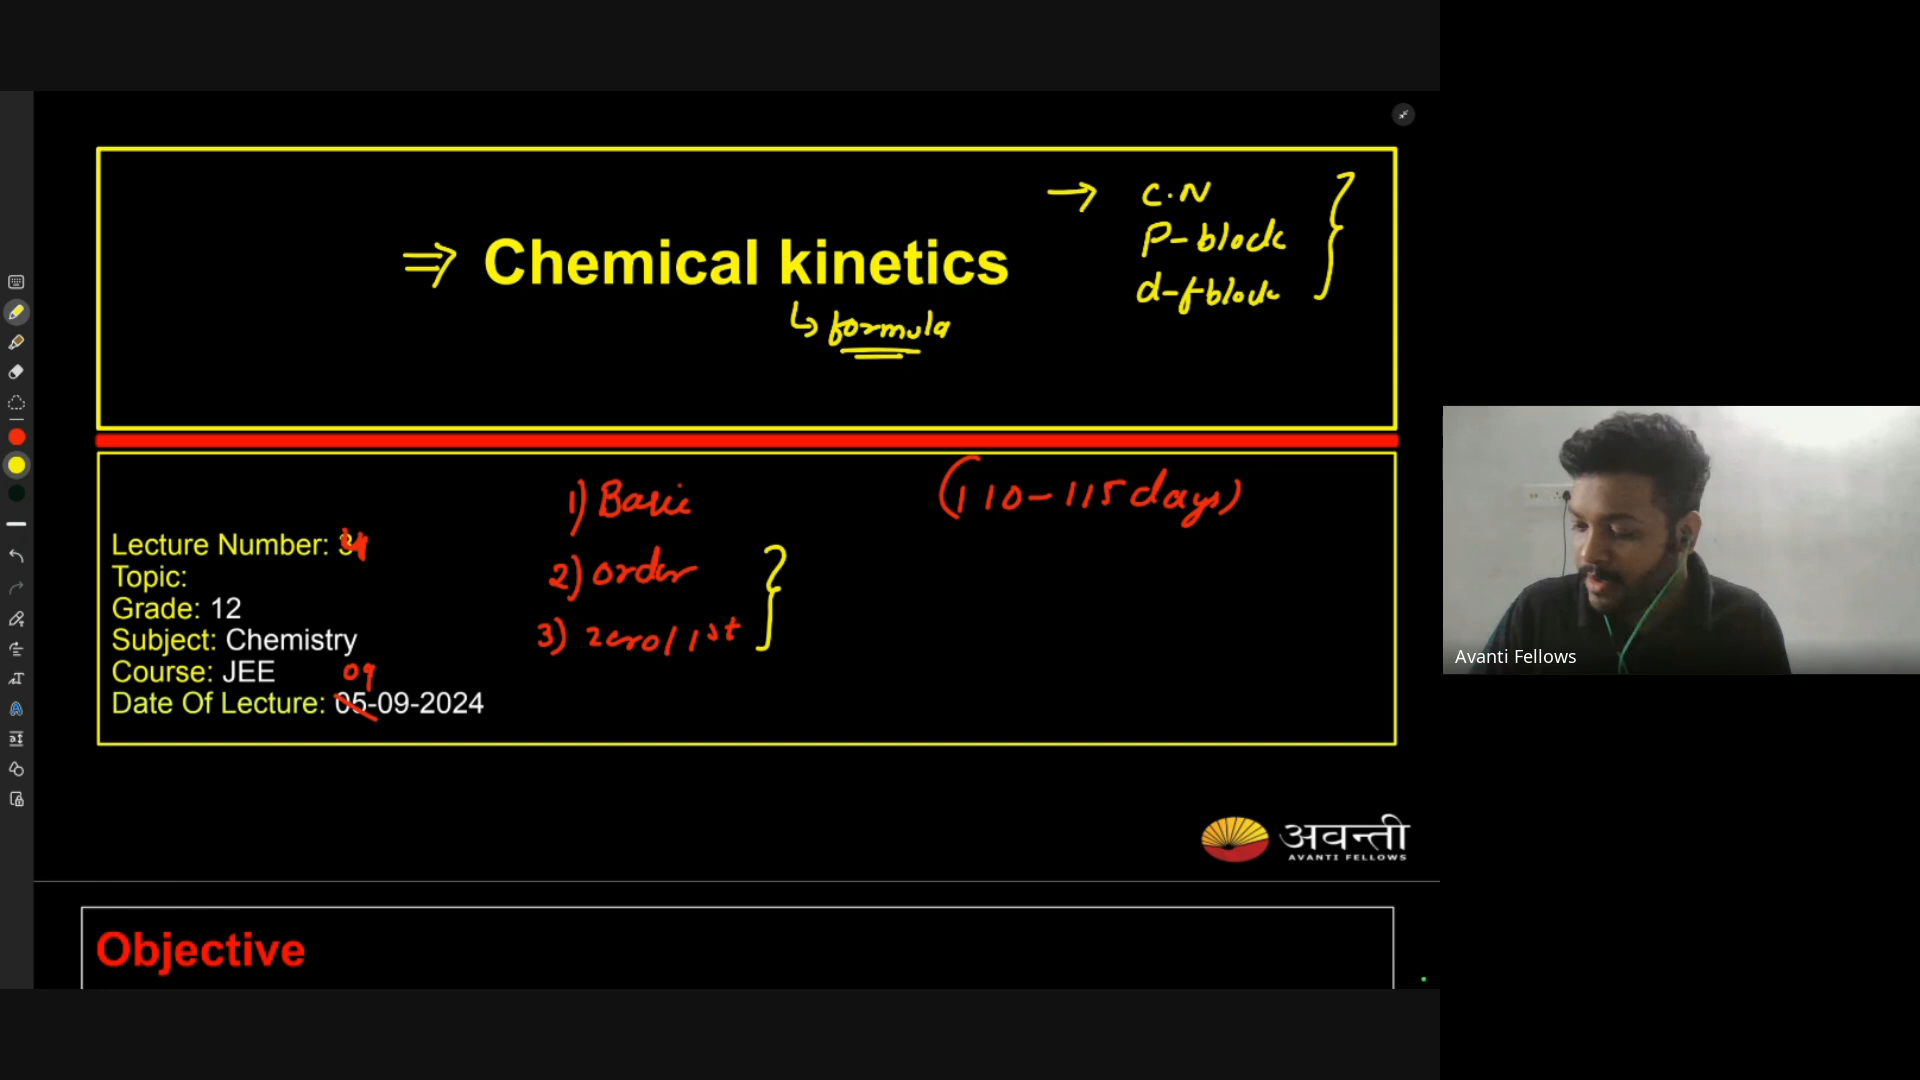 → C.N
P-block
d-f block
⇒ Chemical kinetics
↳ formula
1) Basic
(110-115 days)
Lecture Number: 4
2) order
Topic:
Grade: 12
3) zero/1st
Subject: Chemistry
Course: JEE
09
Date Of Lecture: 05-09-2024
अवन्ती
AVANTI FELLOWS
Objective
Avanti Fellows